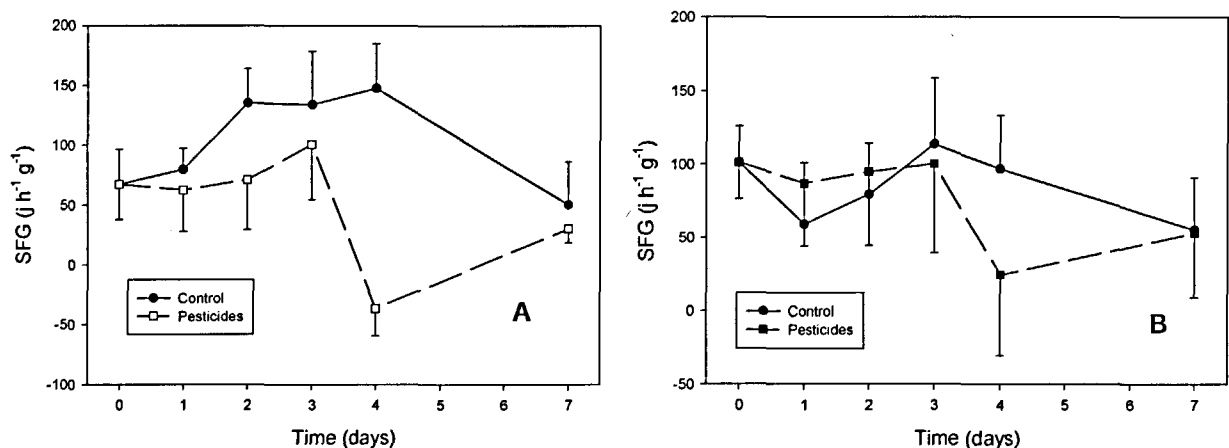 200
150
100
50
0
-50
-100
SFG (j h⁻¹ g⁻¹)
Control
Pesticides
A
0 1 2 3 4 5 6 7
Time (days)
200
150
100
50
0
-50
SFG (j h⁻¹ g⁻¹)
Control
Pesticides
B
0 1 2 3 4 5 6 7
Time (days)